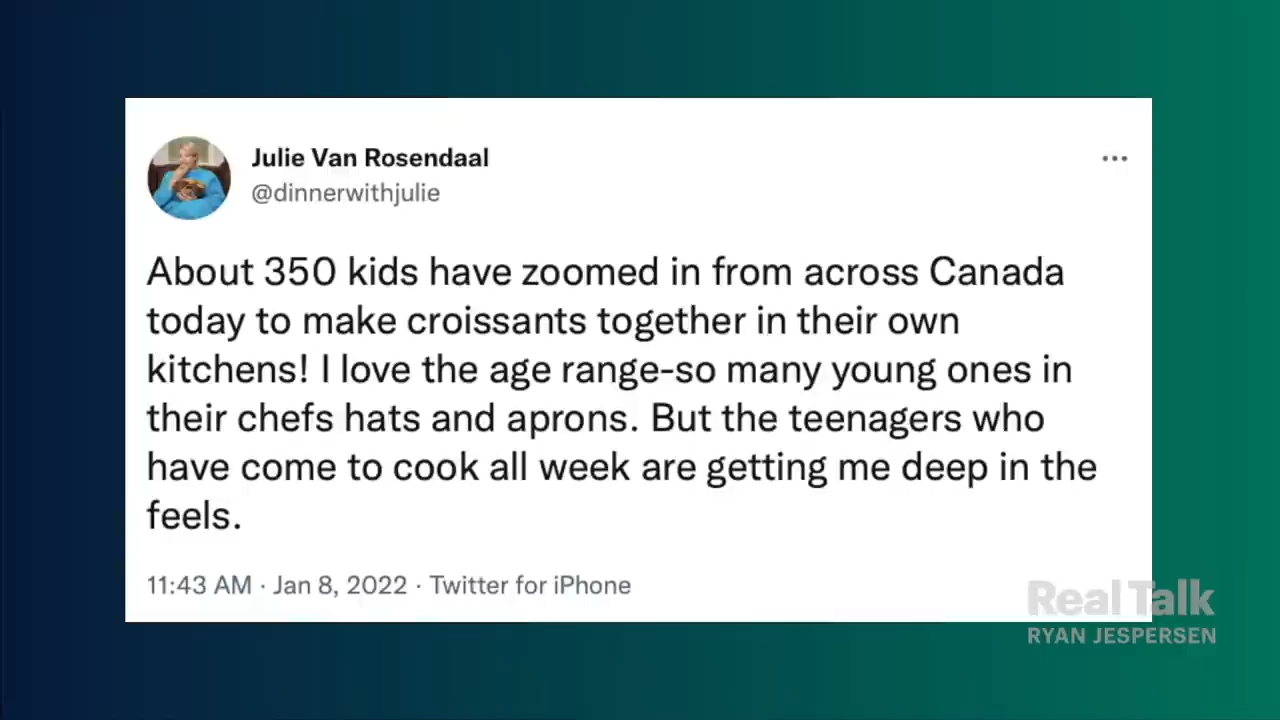 Julie Van Rosendaal
@dinnerwithjulie
About 350 kids have zoomed in from across Canada
today to make croissants together in their own
kitchens! I love the age range-so many young ones in
their chefs hats and aprons. But the teenagers who
have come to cook all week are getting me deep in the
feels.
11:43 AM · Jan 8, 2022 · Twitter for iPhone
Real Talk
RYAN JESPERSEN